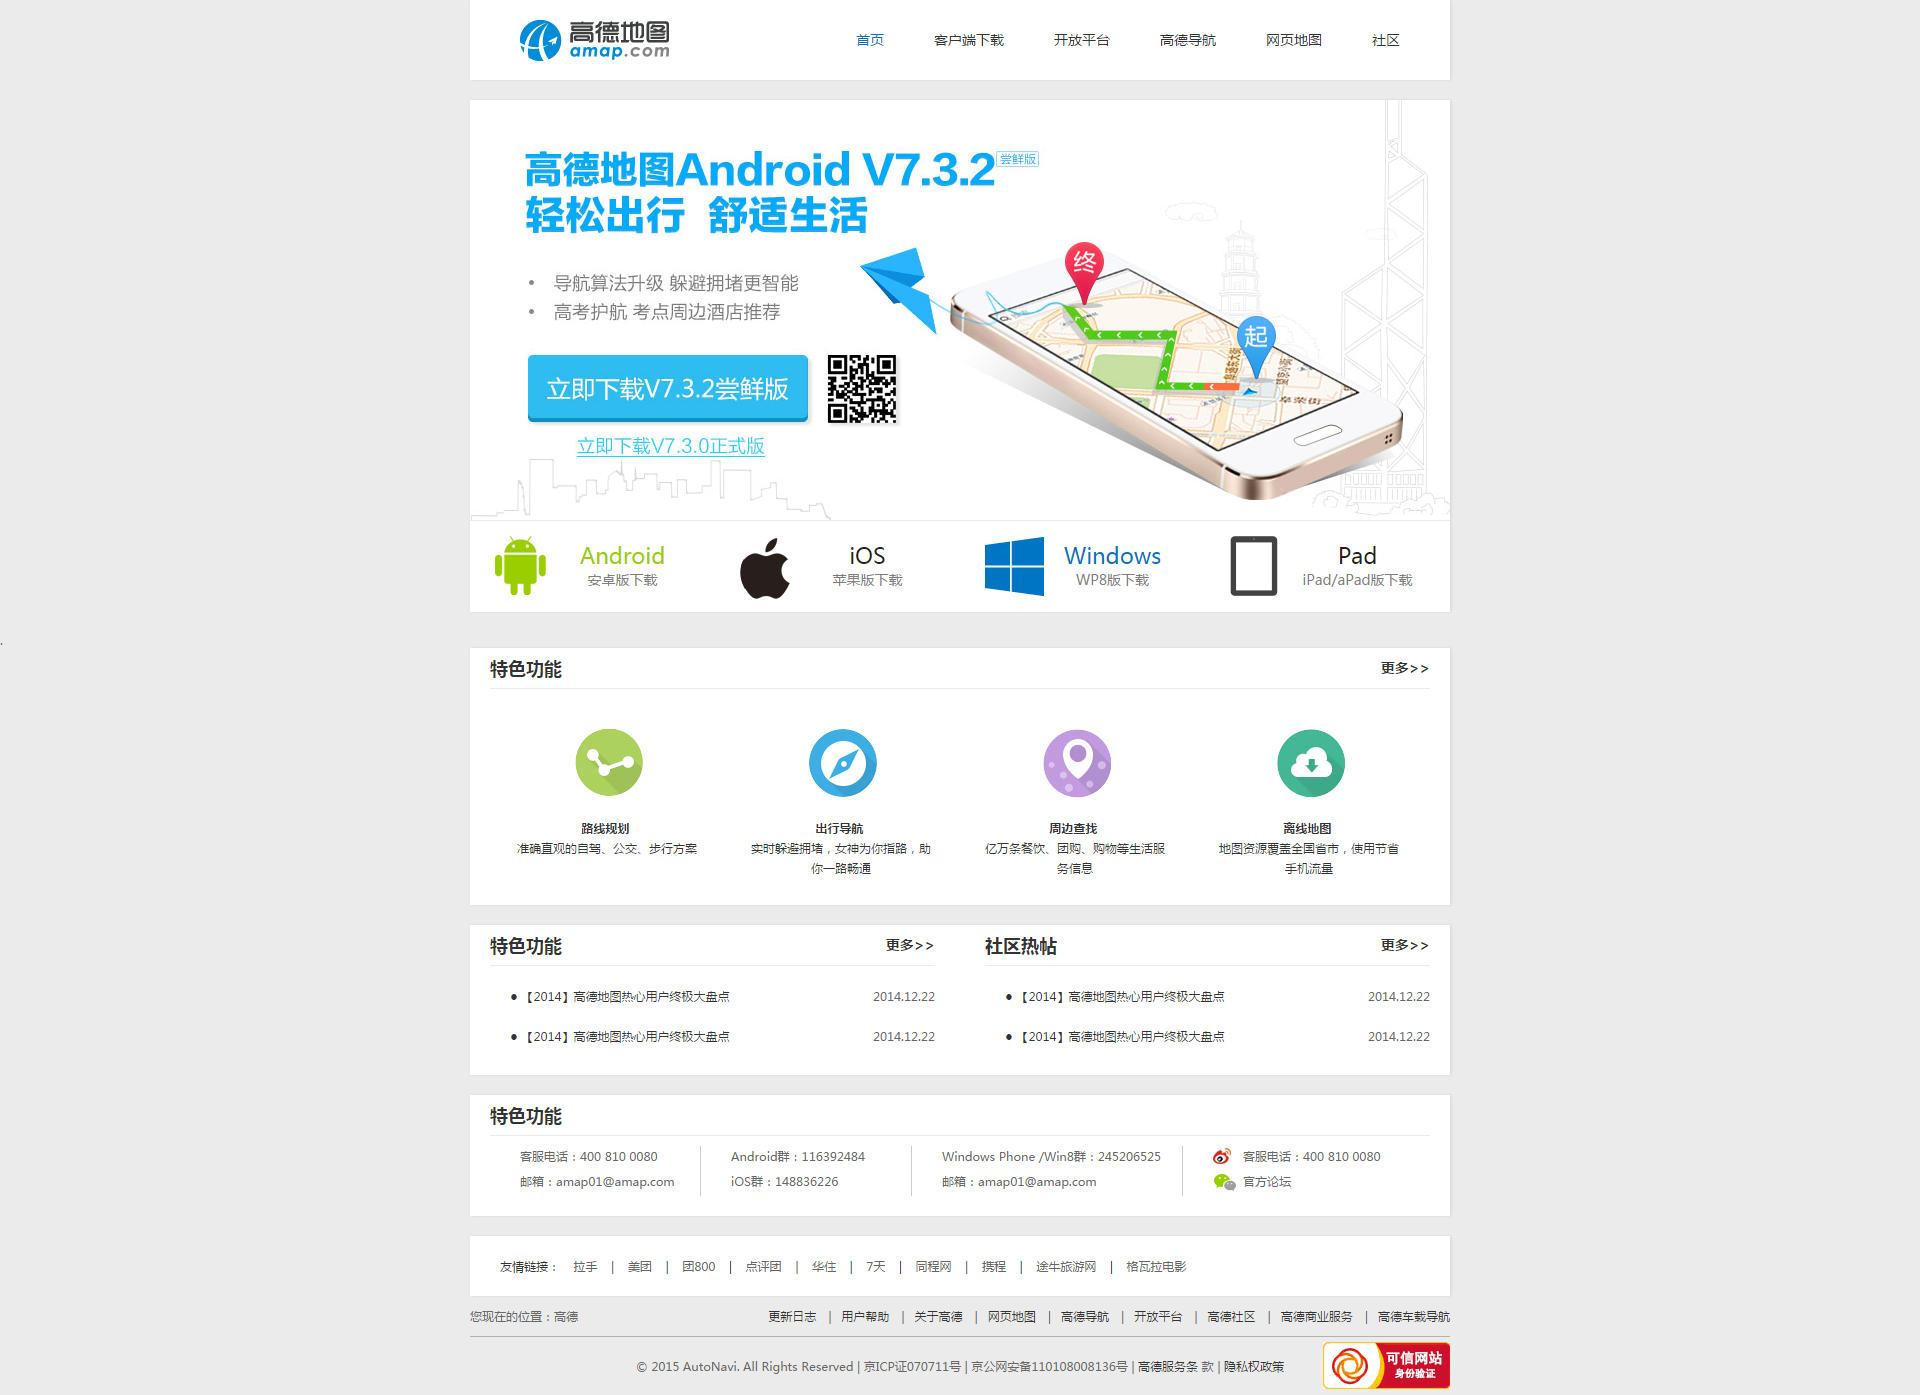 高德地图
amap.com
首页 客户端下载 开放平台 高德导航 网页地图 社区
高德地图Android V7.3.2 尝鲜版
轻松出行 舒适生活
• 导航算法升级 躲避拥堵更智能
• 高考护航 考点周边酒店推荐
终
起
立即下载V7.3.2尝鲜版
立即下载V7.3.0正式版
Android
安卓版下载
iOS
苹果版下载
Windows
WP8版下载
Pad
iPad/aPad版下载
特色功能 更多>>
路线规划
准确直观的自驾、公交、步行方案
出行导航
实时躲避拥堵，女神为你指路，助
你一路畅通
周边查找
亿万条餐饮、团购、购物等生活服
务信息
离线地图
地图资源覆盖全国省市，使用节省
手机流量
特色功能 更多>>
● 【2014】高德地图热心用户终极大盘点 2014.12.22
● 【2014】高德地图热心用户终极大盘点 2014.12.22
社区热帖 更多>>
● 【2014】高德地图热心用户终极大盘点 2014.12.22
● 【2014】高德地图热心用户终极大盘点 2014.12.22
特色功能
客服电话：400 810 0080
邮箱：amap01@amap.com
Android群：116392484
iOS群：148836226
Windows Phone /Win8群：245206525
邮箱：amap01@amap.com
客服电话：400 810 0080
官方论坛
友情链接： 拉手 | 美团 | 团800 | 点评团 | 华住 | 7天 | 同程网 | 携程 | 途牛旅游网 | 格瓦拉电影
您现在的位置：高德
更新日志 | 用户帮助 | 关于高德 | 网页地图 | 高德导航 | 开放平台 | 高德社区 | 高德商业服务 | 高德车载导航
© 2015 AutoNavi. All Rights Reserved | 京ICP证070711号 | 京公网安备110108008136号 | 高德服务条 款 | 隐私权政策
可信网站
身份验证